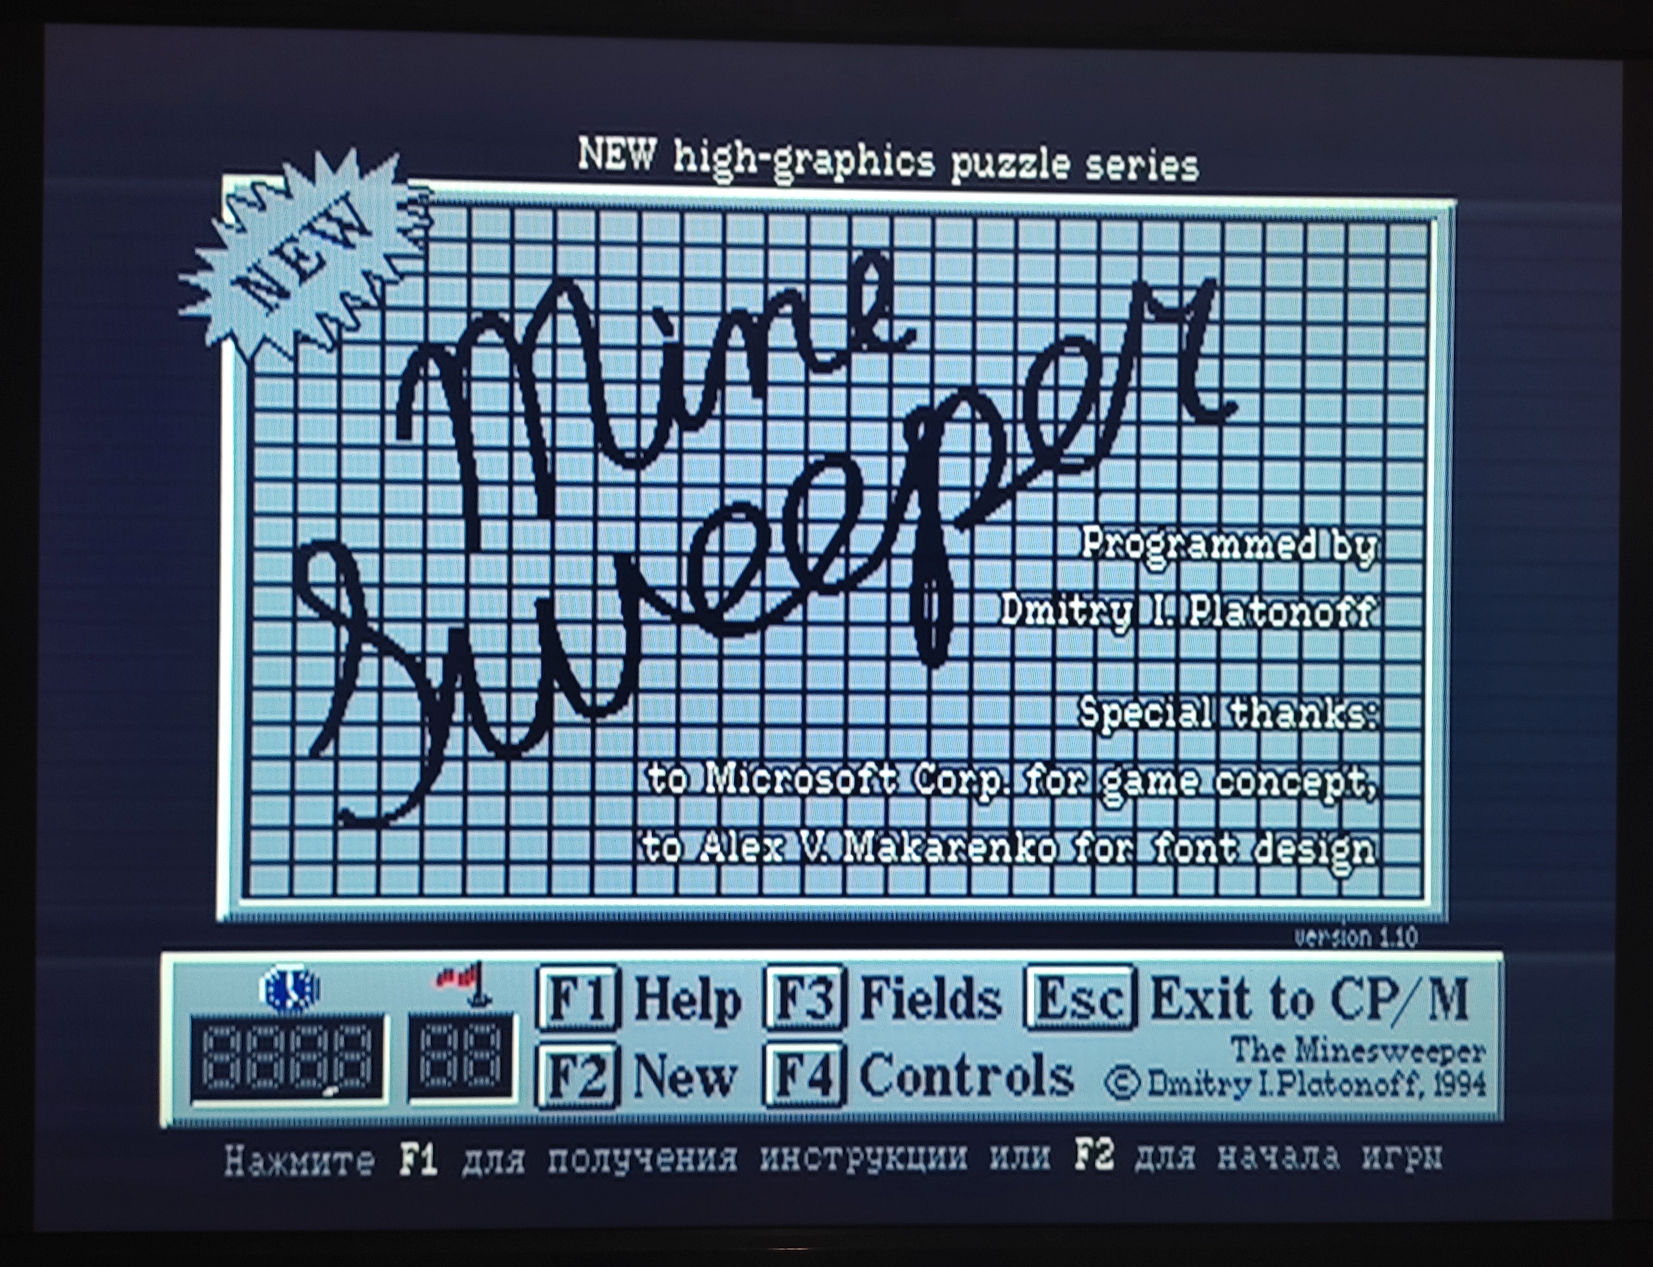 NEW high-graphics puzzle series
NEW
Mine
Sweeper
Programmed by
Dmitry I. Platonoff
Special thanks:
to Microsoft Corp. for game concept,
to Alex V. Makarenko for font design
version 1.10
F1 Help F3 Fields Esc Exit to CP/M
F2 New F4 Controls
The Minesweeper
© Dmitry I.Platonoff, 1994
Нажмите F1 для получения инструкции или F2 для начала игры